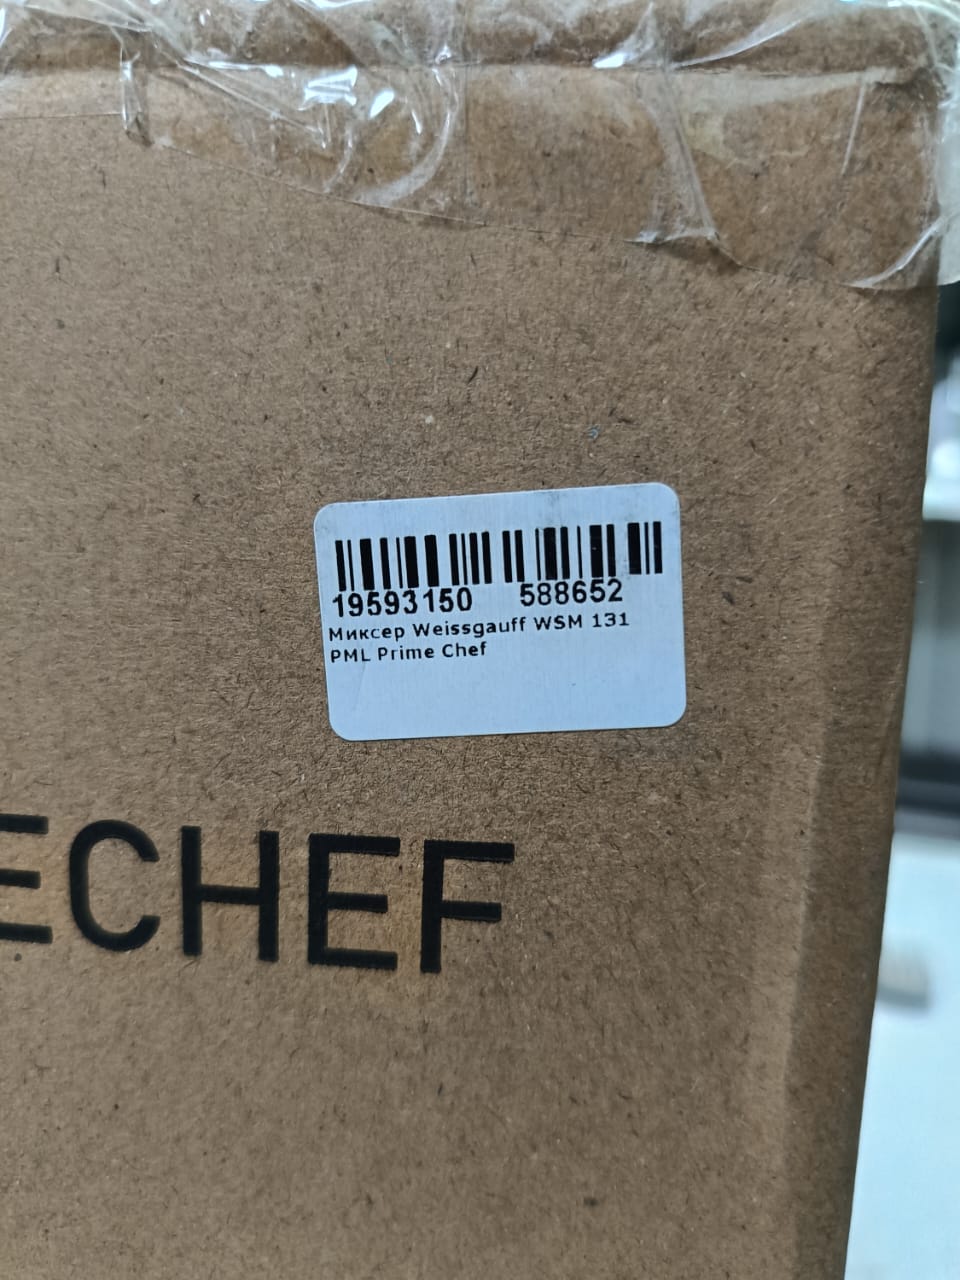 19593150 588652
Миксер Weissgauff WSM 131
PML Prime Chef
ECHEF